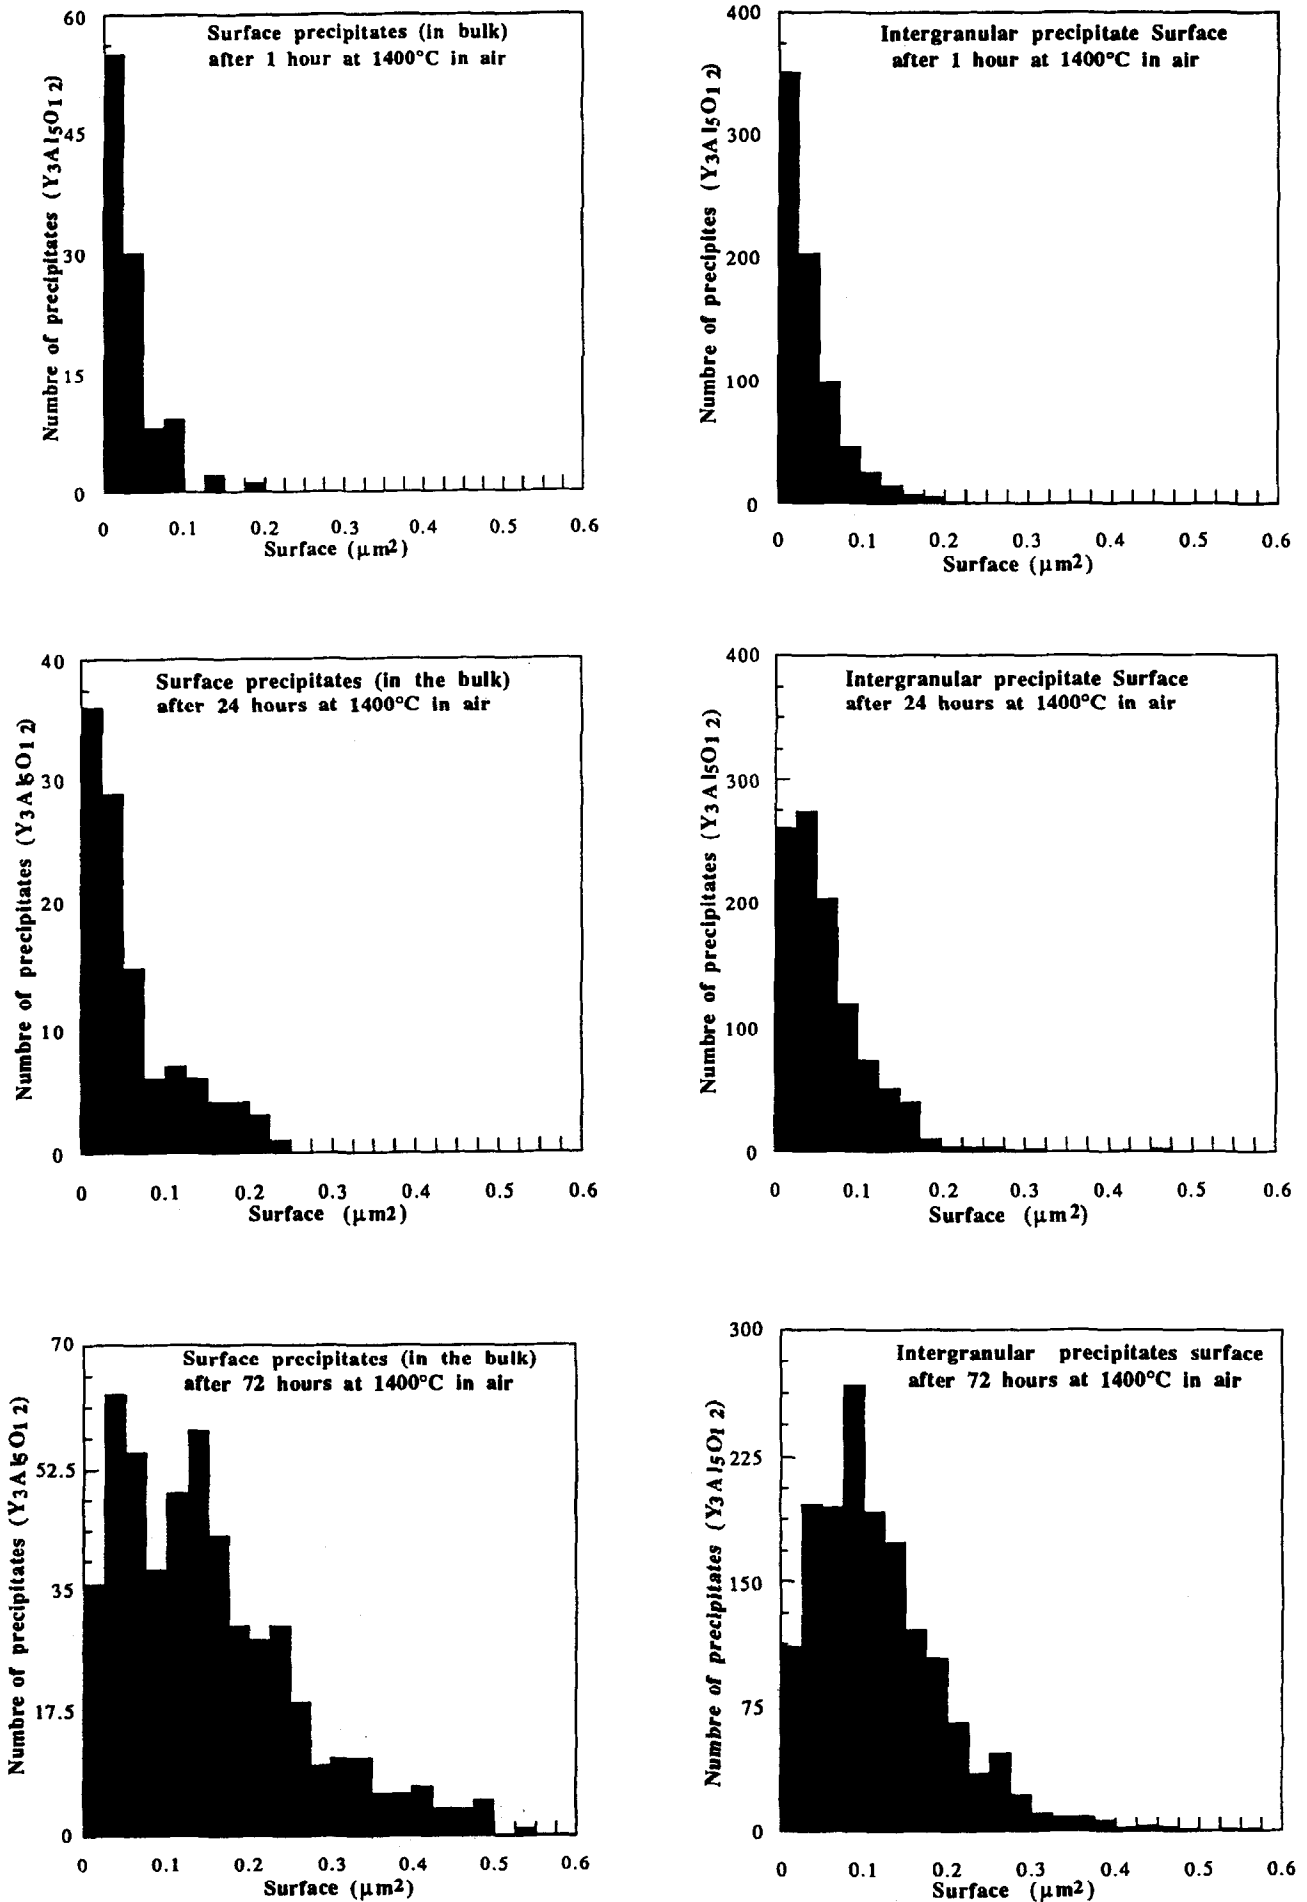 Surface precipitates (in bulk)
after 1 hour at 1400°C in air
Numbre of precipitates (Y3Al5O12)
60
45
30
15
0
0 0.1 0.2 0.3 0.4 0.5 0.6
Surface (μm2)
Intergranular precipitate Surface
after 1 hour at 1400°C in air
Numbre of precipites (Y3Al5O12)
400
300
200
100
0
0 0.1 0.2 0.3 0.4 0.5 0.6
Surface (μm2)
Surface precipitates (in the bulk)
after 24 hours at 1400°C in air
Numbre of precipitates (Y3Al5O12)
40
30
20
10
0
0 0.1 0.2 0.3 0.4 0.5 0.6
Surface (μm2)
Intergranular precipitate Surface
after 24 hours at 1400°C in air
Numbre of precipitates (Y3Al5O12)
400
300
200
100
0
0 0.1 0.2 0.3 0.4 0.5 0.6
Surface (μm2)
Surface precipitates (in the bulk)
after 72 hours at 1400°C in air
Numbre of precipitates (Y3Al5O12)
70
52.5
35
17.5
0
0 0.1 0.2 0.3 0.4 0.5 0.6
Surface (μm2)
Intergranular precipitates surface
after 72 hours at 1400°C in air
Numbre of precipitates (Y3Al5O12)
300
225
150
75
0
0 0.1 0.2 0.3 0.4 0.5 0.6
Surface (μm2)